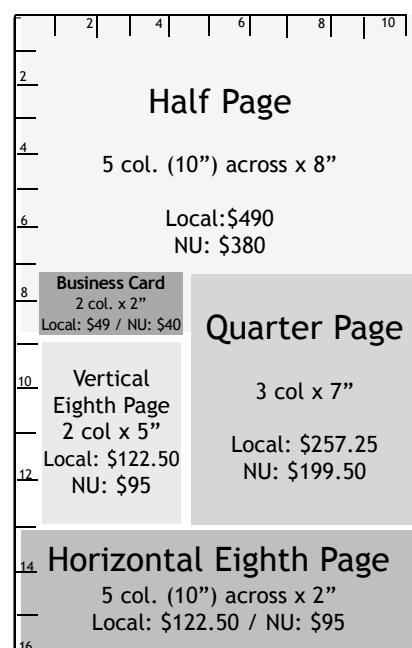 2 4 6 8 10
2
Half Page
4
5 col. (10”) across x 8”
6
Local:$490
NU: $380
8
Business Card
2 col. x 2”
Local: $49 / NU: $40
Quarter Page
3 col x 7”
Local: $257.25
NU: $199.50
10
Vertical
Eighth Page
2 col x 5”
Local: $122.50
NU: $95
12
14
Horizontal Eighth Page
5 col. (10”) across x 2”
Local: $122.50 / NU: $95
16